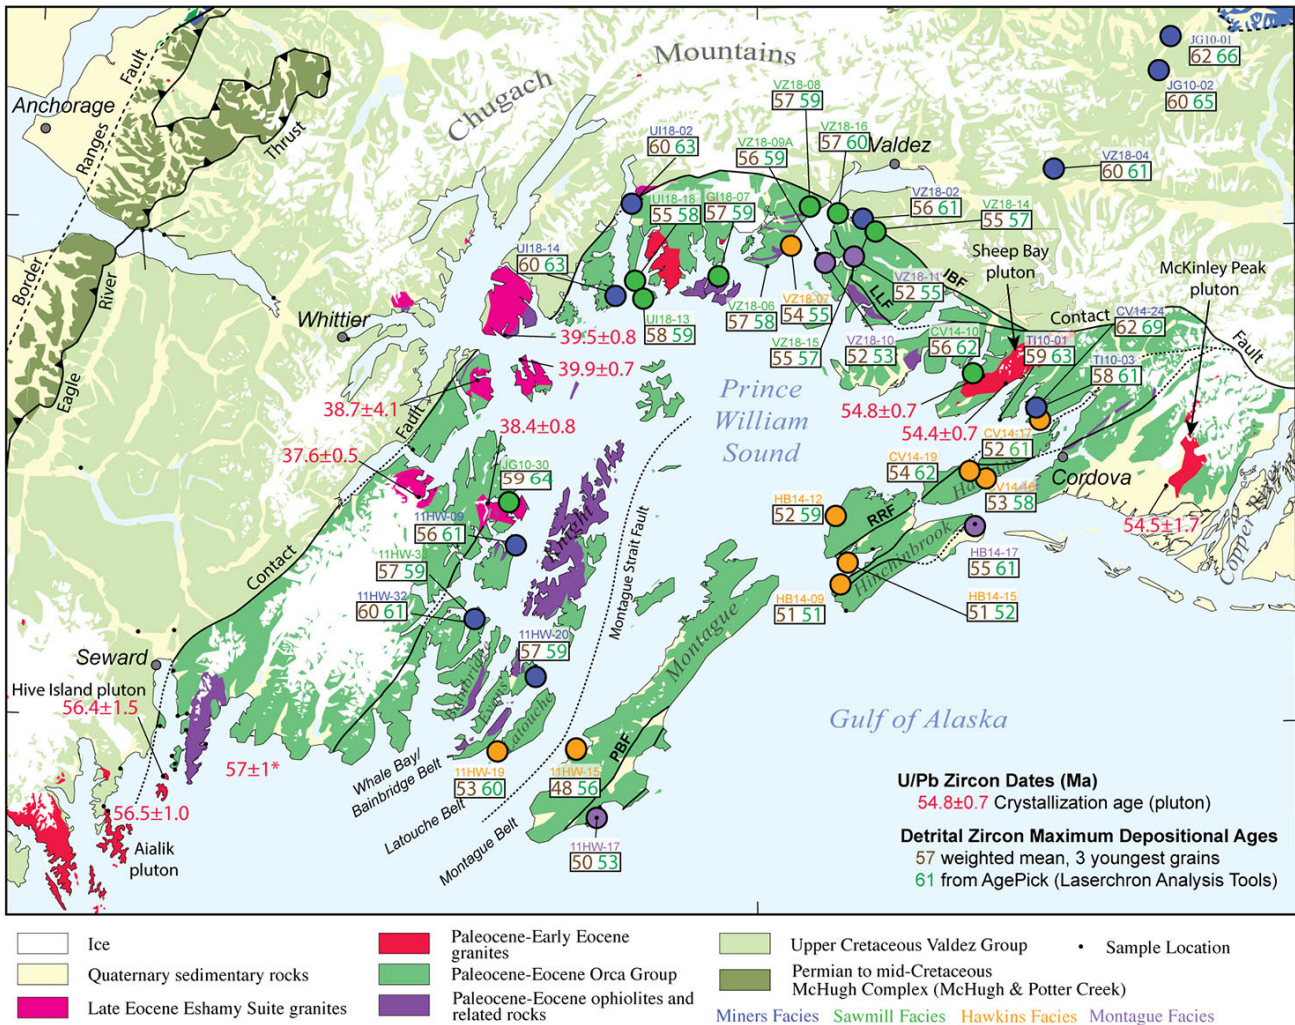 Mountains
Chugach
Anchorage
Ranges
Fault
Thrust
Border
River
Eagle
Whittier
Valdez
JG10-01
62 66
JG10-02
60 65
VZ18-08
57 59
VZ18-16
57 60
VZ18-09A
56 59
UI18-02
60 63
VZ18-04
60 61
UI18-18
55 58
GI18-07
57 59
VZ18-02
56 61
VZ18-14
55 57
UI18-14
60 63
Sheep Bay
pluton
McKinley Peak
pluton
IBF
LLF
VZ18-11
52 55
VZ18-06
57 58
VZ18-07
54 55
UI18-13
58 59
Contact
Fault
CV14-24
62 69
VZ18-15
55 57
VZ18-10
52 53
CV14-10
56 62
TI10-01
59 63
TI10-03
58 61
39.5±0.8
39.9±0.7
38.7±4.1
38.4±0.8
37.6±0.5
Fault
Contact
Prince
William
Sound
54.8±0.7
54.4±0.7
CV14-17
52 61
CV14-19
54 62
CV14-16
53 58
Cordova
54.5±1.7
Copper River
JG10-30
59 64
11HW-09
56 61
Knight
Montague Strait Fault
HB14-12
52 59
RRF
Hinchinbrook
HB14-17
55 61
HB14-09
51 51
HB14-15
51 52
11HW-33
57 59
11HW-32
60 61
11HW-20
57 59
Bainbridge
Evans
Latouche
Montague
PBF
Seward
Hive Island pluton
56.4±1.5
57±1*
56.5±1.0
Aialik
pluton
Whale Bay/
Bainbridge Belt
Latouche Belt
Montague Belt
11HW-19
53 60
11HW-15
48 56
11HW-17
50 53
Gulf of Alaska
U/Pb Zircon Dates (Ma)
54.8±0.7 Crystallization age (pluton)
Detrital Zircon Maximum Depositional Ages
57 weighted mean, 3 youngest grains
61 from AgePick (Laserchron Analysis Tools)
Ice
Quaternary sedimentary rocks
Late Eocene Eshamy Suite granites
Paleocene-Early Eocene
granites
Paleocene-Eocene Orca Group
Paleocene-Eocene ophiolites and
related rocks
Upper Cretaceous Valdez Group
Permian to mid-Cretaceous
McHugh Complex (McHugh & Potter Creek)
Sample Location
Miners Facies Sawmill Facies Hawkins Facies Montague Facies